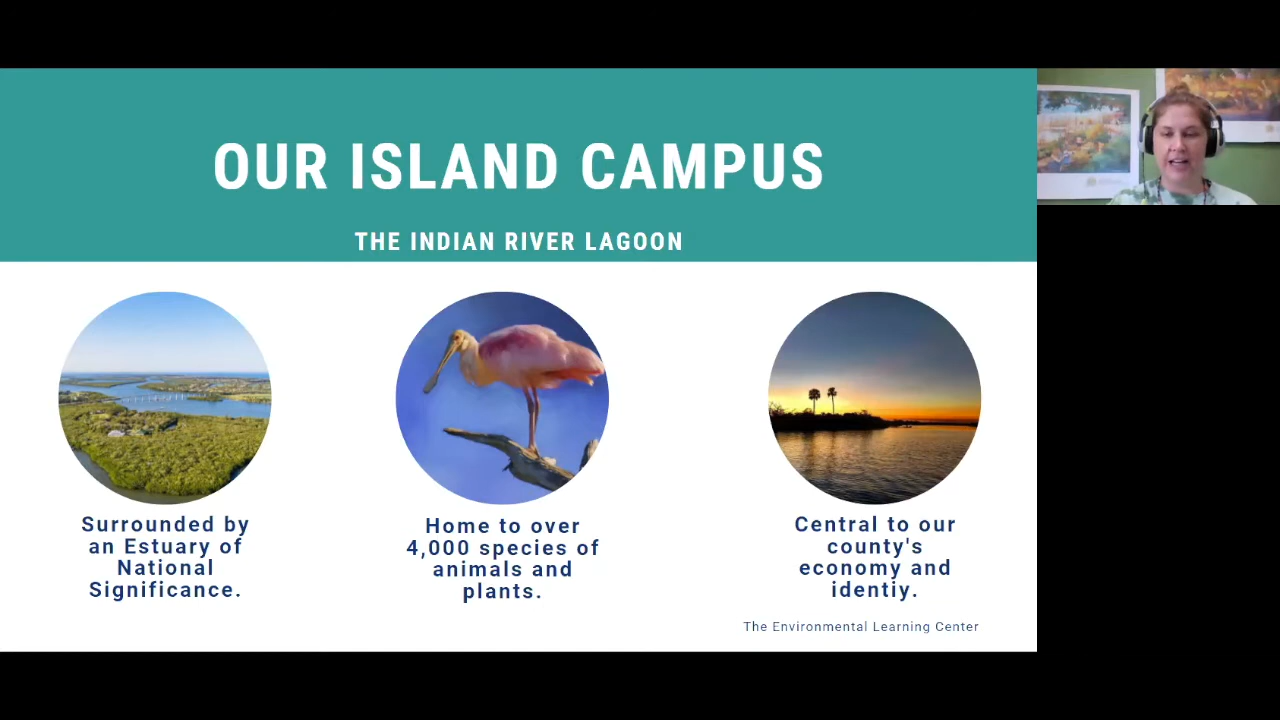 OUR ISLAND CAMPUS
THE INDIAN RIVER LAGOON
Surrounded by
an Estuary of
National
Significance.
Home to over
4,000 species of
animals and
plants.
Central to our
county's
economy and
identiy.
The Environmental Learning Center